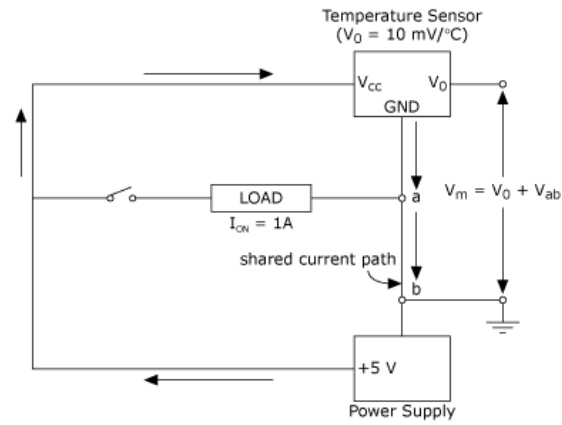 Temperature Sensor
(V₀ = 10 mV/°C)
Vcc V₀
GND
LOAD
a
Vm = V₀ + Vab
ION = 1A
shared current path
b
+5 V
Power Supply